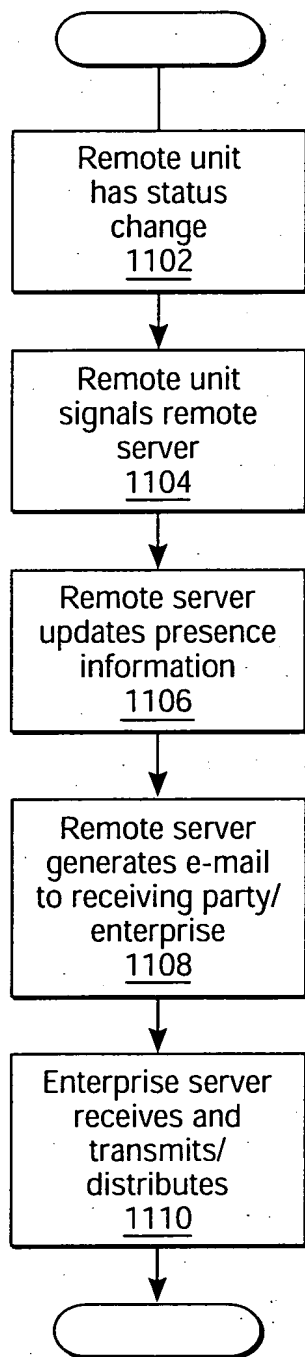 Remote unit
has status
change
1102
Remote unit
signals remote
server
1104
Remote server
updates presence
information
1106
Remote server
generates e-mail
to receiving party/
enterprise
1108
Enterprise server
receives and
transmits/
distributes
1110